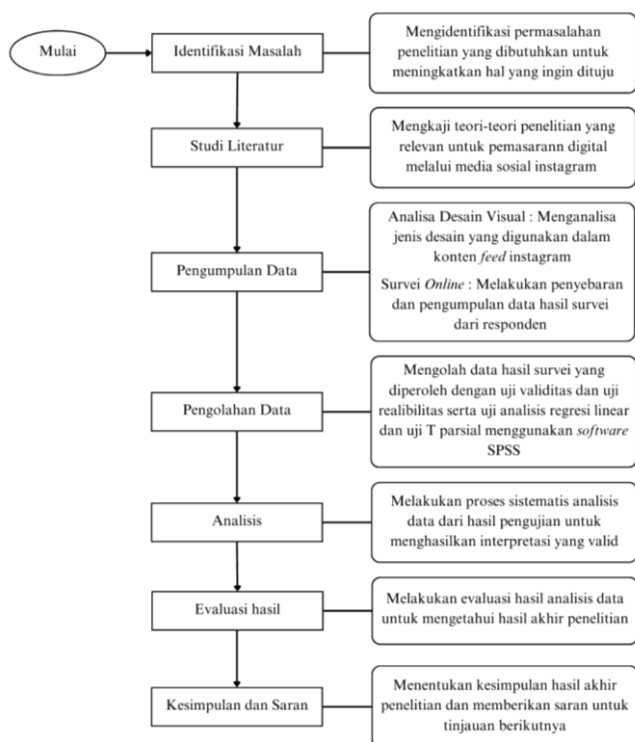 Mulai
Identifikasi Masalah
Mengidentifikasi permasalahan
penelitian yang dibutuhkan untuk
meningkatkan hal yang ingin dituju
Studi Literatur
Mengkaji teori-teori penelitian yang
relevan untuk pemasarann digital
melalui media sosial instagram
Pengumpulan Data
Analisa Desain Visual : Menganalisa
jenis desain yang digunakan dalam
konten feed instagram
Survei Online : Melakukan penyebaran
dan pengumpulan data hasil survei
dari responden
Pengolahan Data
Mengolah data hasil survei yang
diperoleh dengan uji validitas dan uji
realibilitas serta uji analisis regresi linear
dan uji T parsial menggunakan software
SPSS
Analisis
Melakukan proses sistematis analisis
data dari hasil pengujian untuk
menghasilkan interpretasi yang valid
Evaluasi hasil
Melakukan evaluasi hasil analisis data
untuk mengetahui hasil akhir penelitian
Kesimpulan dan Saran
Menentukan kesimpulan hasil akhir
penelitian dan memberikan saran untuk
tinjauan berikutnya